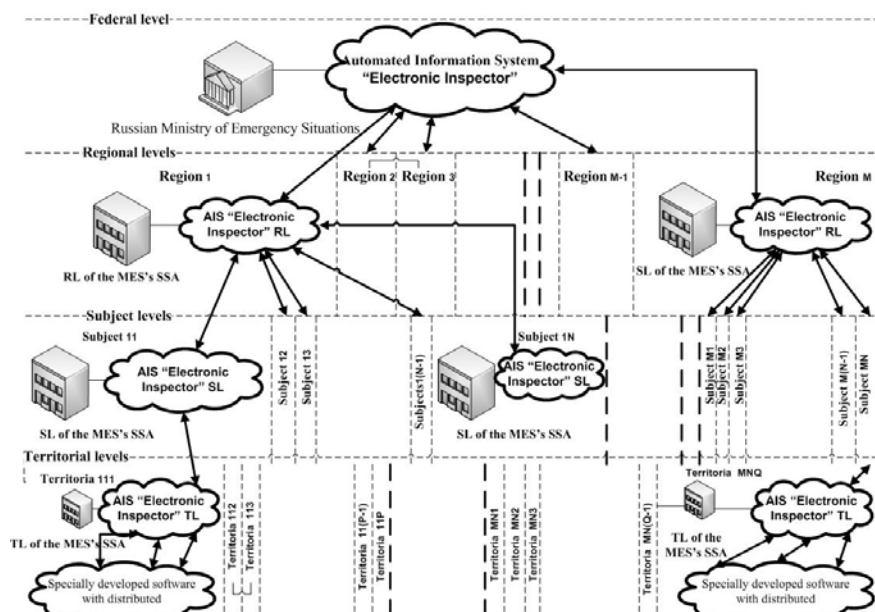 Federal level
Automated Information System
“Electronic Inspector”
Russian Ministry of Emergency Situations
Regional levels
Region 1
Region 2
Region 3
Region M-1
Region M
AIS “Electronic
Inspector” RL
AIS “Electronic
Inspector” RL
RL of the MES’s SSA
SL of the MES’s SSA
Subject levels
Subject 11
Subject 12
Subject 13
Subjects1(N-1)
Subject 1N
Subject M1
Subject M2
Subject M3
Subject M(N-1)
Subject MN
AIS “Electronic
Inspector” SL
AIS “Electronic
Inspector” SL
SL of the MES’s SSA
SL of the MES’s SSA
Territorial levels
Territoria 111
Territoria MNQ
AIS “Electronic
Inspector” TL
Territoria 112
Territoria 113
Territoria 11(P-1)
Territoria 11P
Territoria MN1
Territoria MN2
Territoria MN3
Territoria MN(Q-1)
AIS “Electronic
Inspector” TL
TL of the MES’s SSA
TL of the
MES’s SSA
Specially developed software
with distributed
Specially developed software
with distributed